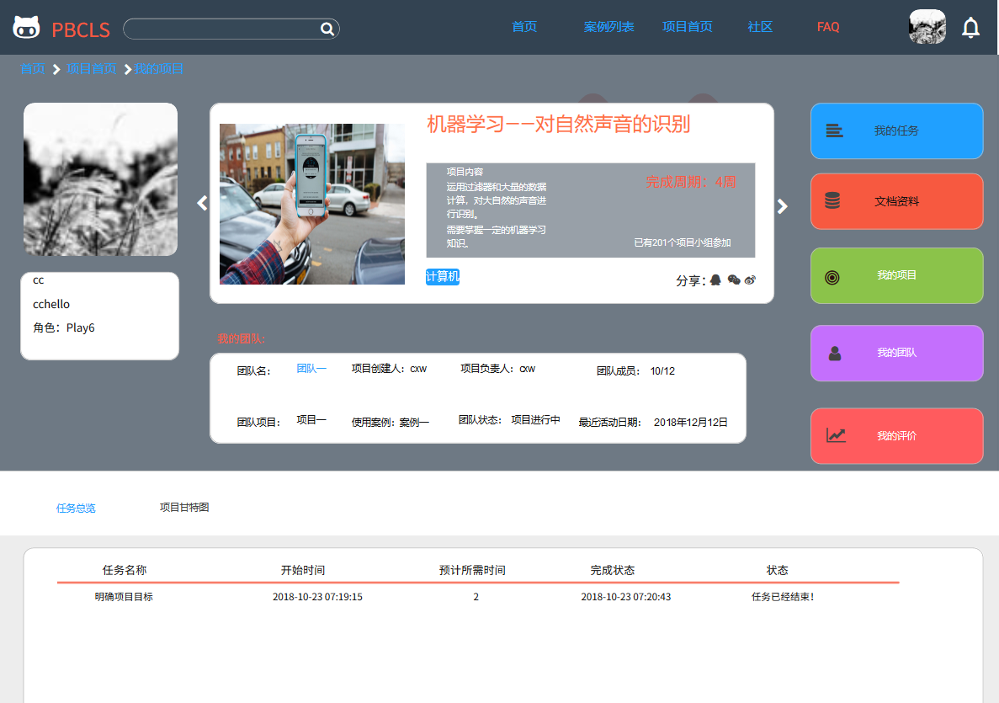 PBCLS
首页 案例列表 项目首页 社区 FAQ
首页 项目首页 我的项目
机器学习——对自然声音的识别
项目内容
运用过滤器和大量的数据
计算，对大自然的声音进
行识别。
需要掌握一定的机器学习
知识。
完成周期：4周
已有201个项目小组参加
计算机
分享：
cc
cchello
角色：Play6
我的任务
文档资料
我的项目
我的团队
我的评价
我的团队：
团队名： 团队一 项目创建人：cxw 项目负责人：cxw 团队成员： 10/12
团队项目： 项目一 使用案例：案例一 团队状态： 项目进行中 最近活动日期： 2018年12月12日
任务总览 项目甘特图
任务名称 开始时间 预计所需时间 完成状态 状态
明确项目目标 2018-10-23 07:19:15 2 2018-10-23 07:20:43 任务已经结束！